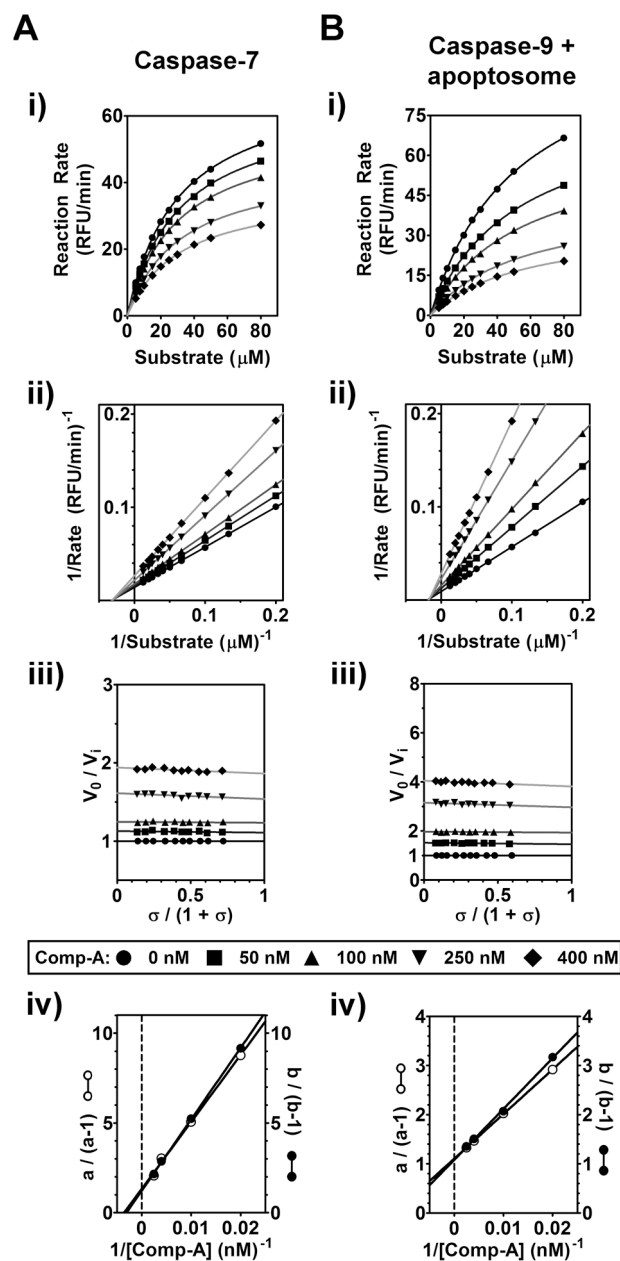 A
B
Caspase-7
Caspase-9 +
apoptosome
i)
60
40
20
0
Reaction Rate
(RFU/min)
0 20 40 60 80
Substrate (μM)
i)
75
60
45
30
15
0
Reaction Rate
(RFU/min)
0 20 40 60 80
Substrate (μM)
ii)
0.2
0.1
1/Rate (RFU/min)⁻¹
0 0.1 0.2
1/Substrate (μM)⁻¹
ii)
0.2
0.1
1/Rate (RFU/min)⁻¹
0 0.1 0.2
1/Substrate (μM)⁻¹
iii)
3
2
1
V₀ / Vᵢ
0 1
σ / (1 + σ)
iii)
8
6
4
2
1
0
V₀ / Vᵢ
0 1
σ / (1 + σ)
Comp-A: 0 nM 50 nM 100 nM 250 nM 400 nM
iv)
10
5
0
a / (a-1)
10
5
0
b / (b-1)
0 0.01 0.02
1/[Comp-A] (nM)⁻¹
iv)
4
3
2
1
0
a / (a-1)
4
3
2
1
0
b / (b-1)
0 0.01 0.02
1/[Comp-A] (nM)⁻¹